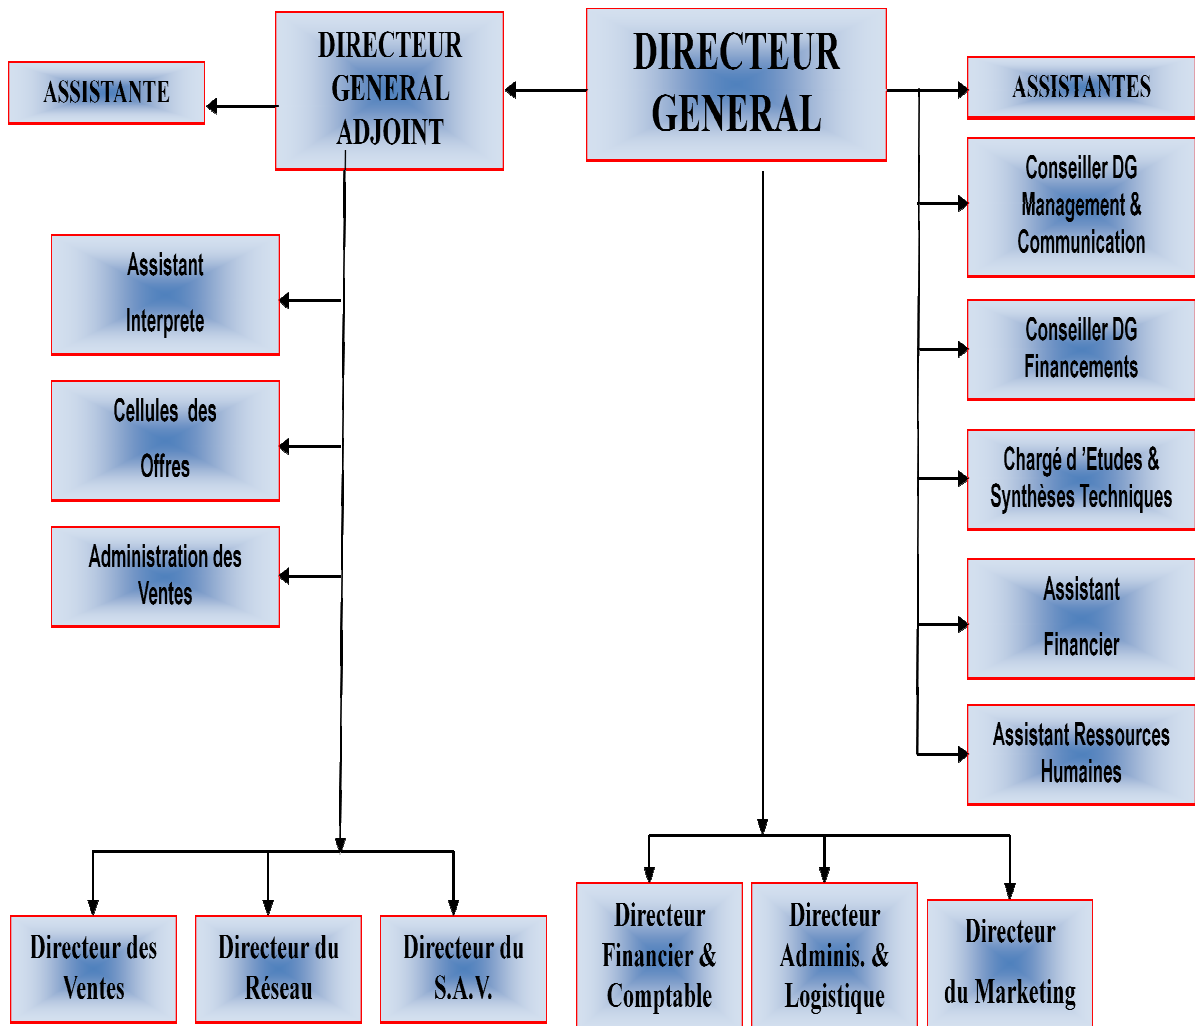 DIRECTEUR
GENERAL
ADJOINT
DIRECTEUR
GENERAL
ASSISTANTE
ASSISTANTES
Conseiller DG
Management &
Communication
Assistant
Interprete
Conseiller DG
Financements
Cellules des
Offres
Chargé d ’Etudes &
Synthèses Techniques
Administration des
Ventes
Assistant
Financier
Assistant Ressources
Humaines
Directeur des
Ventes
Directeur du
Réseau
Directeur du
S.A.V.
Directeur
Financier &
Comptable
Directeur
Adminis. &
Logistique
Directeur
du Marketing